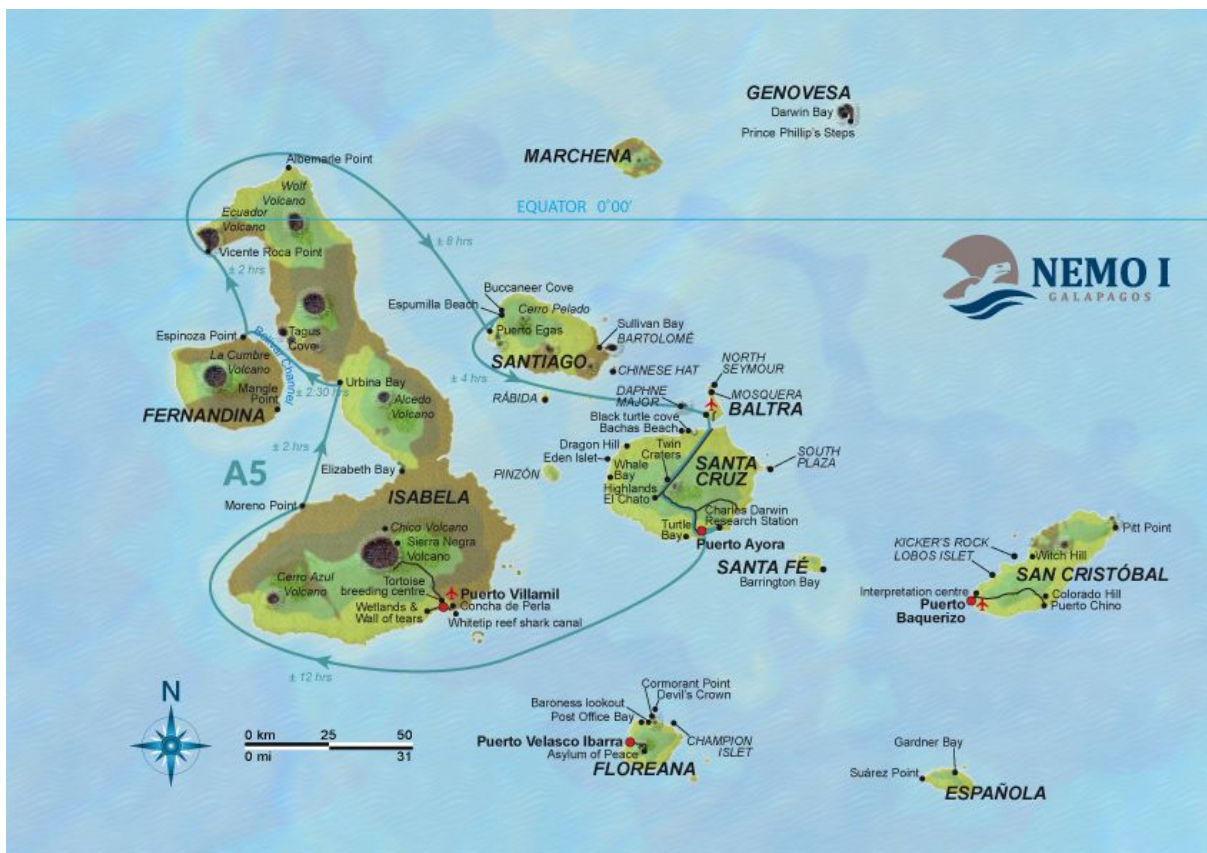 GENOVESA
Darwin Bay
Prince Phillip's Steps
MARCHENA
Albemarle Point
Wolf
Volcano
Ecuador
Volcano
EQUATOR 0°00'
Vicente Roca Point
± 2 hrs
± 8 hrs
NEMO I
GALAPAGOS
Buccaneer Cove
Espumilla Beach
Cerro Pelado
Puerto Egas
SANTIAGO
Sullivan Bay
BARTOLOMÉ
CHINESE HAT
Espinoza Point
Bolivar Channel
Tagus
Cove
La Cumbre
Volcano
Mangle
Point
FERNANDINA
± 2:30 hrs
Urbina Bay
Alcedo
Volcano
± 4 hrs
RÁBIDA
NORTH
SEYMOUR
DAPHNE
MAJOR
MOSQUERA
BALTRA
Black turtle cove
Bachas Beach
Dragon Hill
Eden Islet
Whale
Bay
Twin
Craters
SANTA
CRUZ
SOUTH
PLAZA
Highlands
El Chato
PINZÓN
± 2 hrs
A5
Elizabeth Bay
ISABELA
Moreno Point
Chico Volcano
Sierra Negra
Volcano
Cerro Azul
Volcano
Tortoise
breeding centre
Puerto Villamil
Wetlands &
Wall of tears
Concha de Perla
Whitetip reef shark canal
Charles Darwin
Research Station
Turtle
Bay
Puerto Ayora
SANTA FÉ
Barrington Bay
Pitt Point
KICKER'S ROCK
LOBOS ISLET
Witch Hill
SAN CRISTÓBAL
Interpretation centre
Puerto
Baquerizo
Colorado Hill
Puerto Chino
± 12 hrs
N
0 km 25 50
0 mi 31
Cormorant Point
Devil's Crown
Baroness lookout
Post Office Bay
Puerto Velasco Ibarra
Asylum of Peace
CHAMPION
ISLET
FLOREANA
Gardner Bay
Suárez Point
ESPAÑOLA